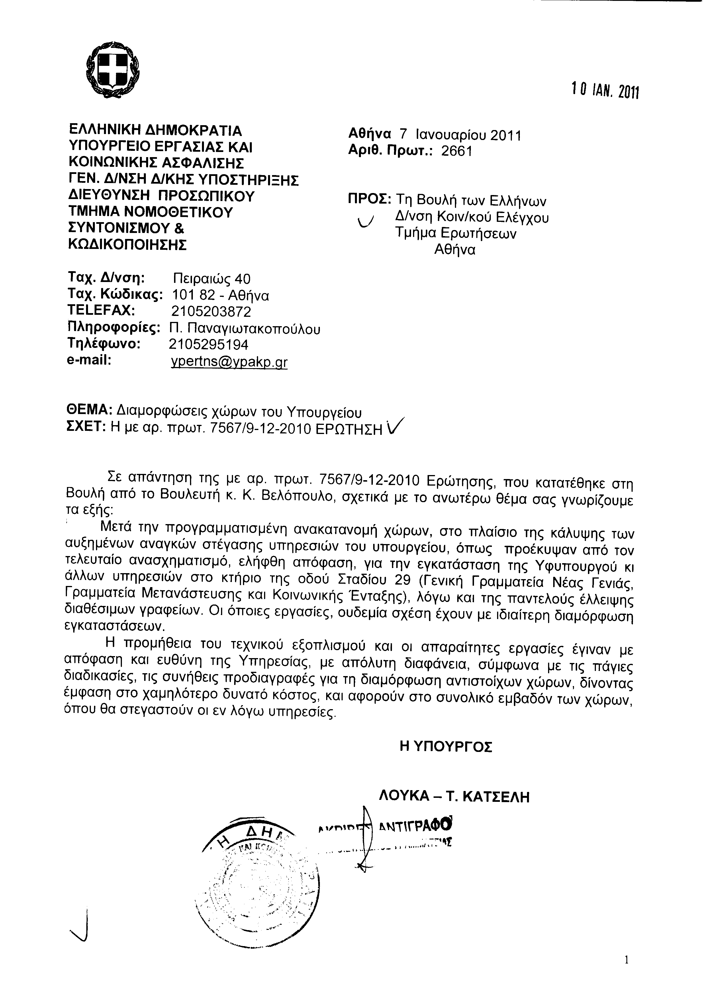 10 ΙΑΝ. 2011
ΕΛΛΗΝΙΚΗ ΔΗΜΟΚΡΑΤΙΑ
ΥΠΟΥΡΓΕΙΟ ΕΡΓΑΣΙΑΣ ΚΑΙ
ΚΟΙΝΩΝΙΚΗΣ ΑΣΦΑΛΙΣΗΣ
ΓΕΝ. Δ/ΝΣΗ Δ/ΚΗΣ ΥΠΟΣΤΗΡΙΞΗΣ
ΔΙΕΥΘΥΝΣΗ ΠΡΟΣΩΠΙΚΟΥ
ΤΜΗΜΑ ΝΟΜΟΘΕΤΙΚΟΥ
ΣΥΝΤΟΝΙΣΜΟΥ &
ΚΩΔΙΚΟΠΟΙΗΣΗΣ
Αθήνα 7 Ιανουαρίου 2011
Αριθ. Πρωτ.: 2661
ΠΡΟΣ: Τη Βουλή των Ελλήνων
Δ/νση Κοιν/κού Ελέγχου
Τμήμα Ερωτήσεων
Αθήνα
Ταχ. Δ/νση: Πειραιώς 40
Ταχ. Κώδικας: 101 82 - Αθήνα
TELEFAX: 2105203872
Πληροφορίες: Π. Παναγιωτακοπούλου
Τηλέφωνο: 2105295194
e-mail: ypertns@ypakp.gr
ΘΕΜΑ: Διαμορφώσεις χώρων του Υπουργείου
ΣΧΕΤ: Η με αρ. πρωτ. 7567/9-12-2010 ΕΡΩΤΗΣΗ
Σε απάντηση της με αρ. πρωτ. 7567/9-12-2010 Ερώτησης, που κατατέθηκε στη
Βουλή από το Βουλευτή κ. Κ. Βελόπουλο, σχετικά με το ανωτέρω θέμα σας γνωρίζουμε
τα εξής:
Μετά την προγραμματισμένη ανακατανομή χώρων, στο πλαίσιο της κάλυψης των
αυξημένων αναγκών στέγασης υπηρεσιών του υπουργείου, όπως προέκυψαν από τον
τελευταίο ανασχηματισμό, ελήφθη απόφαση, για την εγκατάσταση της Υφυπουργού κι
άλλων υπηρεσιών στο κτήριο της οδού Σταδίου 29 (Γενική Γραμματεία Νέας Γενιάς,
Γραμματεία Μετανάστευσης και Κοινωνικής Ένταξης), λόγω και της παντελούς έλλειψης
διαθέσιμων γραφείων. Οι όποιες εργασίες, ουδεμία σχέση έχουν με ιδιαίτερη διαμόρφωση
εγκαταστάσεων.
Η προμήθεια του τεχνικού εξοπλισμού και οι απαραίτητες εργασίες έγιναν με
απόφαση και ευθύνη της Υπηρεσίας, με απόλυτη διαφάνεια, σύμφωνα με τις πάγιες
διαδικασίες, τις συνήθεις προδιαγραφές για τη διαμόρφωση αντιστοίχων χώρων, δίνοντας
έμφαση στο χαμηλότερο δυνατό κόστος, και αφορούν στο συνολικό εμβαδόν των χώρων,
όπου θα στεγαστούν οι εν λόγω υπηρεσίες.
Η ΥΠΟΥΡΓΟΣ
ΛΟΥΚΑ – Τ. ΚΑΤΣΕΛΗ
ΑΝΤΙΓΡΑΦΟ
1